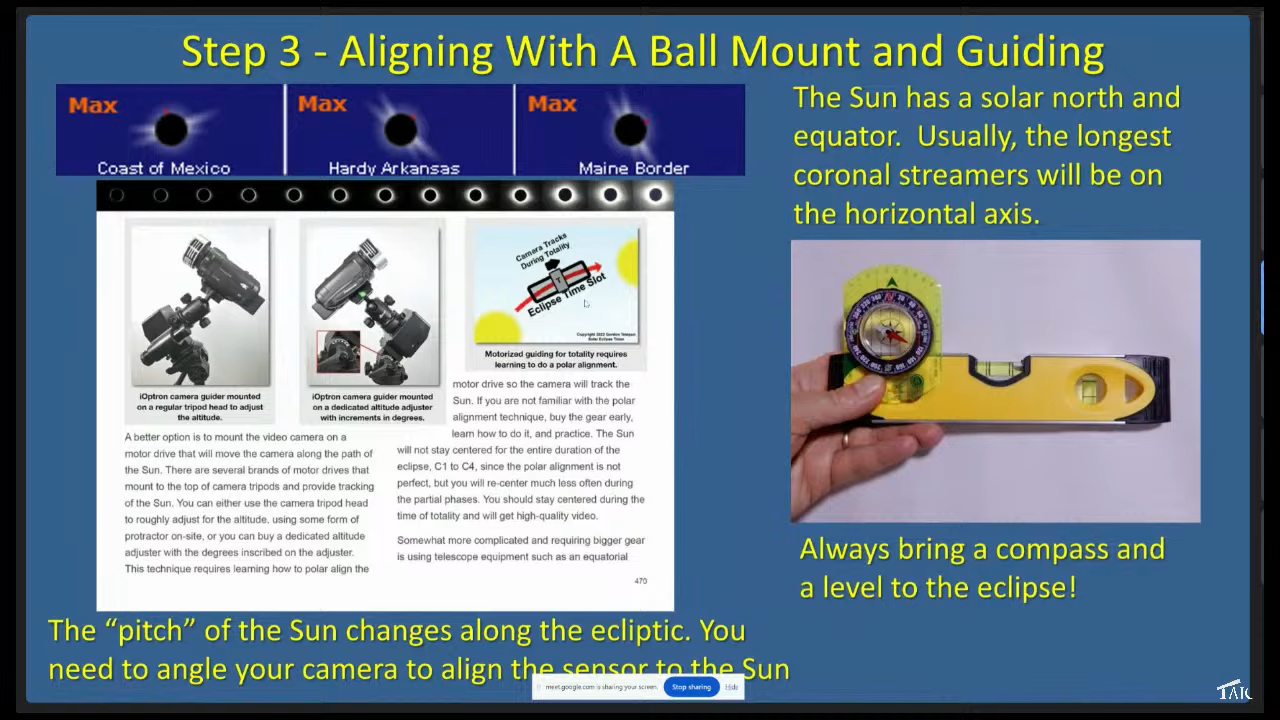 Step 3 - Aligning With A Ball Mount and Guiding
Max
Coast of Mexico
Max
Hardy Arkansas
Max
Maine Border
The Sun has a solar north and
equator. Usually, the longest
coronal streamers will be on
the horizontal axis.
iOptron camera guider mounted
on a regular tripod head to adjust
the altitude.
iOptron camera guider mounted
on a dedicated altitude adjuster
with increments in degrees.
Camera Tracks
During Totality
Eclipse Time Slot
Copyright 2022 Gordon Telepun
Solar Eclipse Timer
Motorized guiding for totality requires
learning to do a polar alignment.
A better option is to mount the video camera on a
motor drive that will move the camera along the path of
the Sun. There are several brands of motor drives that
mount to the top of camera tripods and provide tracking
of the Sun. You can either use the camera tripod head
to roughly adjust for the altitude, using some form of
protractor on-site, or you can buy a dedicated altitude
adjuster with the degrees inscribed on the adjuster.
This technique requires learning how to polar align the
motor drive so the camera will track the
Sun. If you are not familiar with the polar
alignment technique, buy the gear early,
learn how to do it, and practice. The Sun
will not stay centered for the entire duration of the
eclipse, C1 to C4, since the polar alignment is not
perfect, but you will re-center much less often during
the partial phases. You should stay centered during the
time of totality and will get high-quality video.
Somewhat more complicated and requiring bigger gear
is using telescope equipment such as an equatorial
470
Always bring a compass and
a level to the eclipse!
The “pitch” of the Sun changes along the ecliptic. You
need to angle your camera to align the sensor to the Sun
meet.google.com is sharing your screen.
Stop sharing
Hide